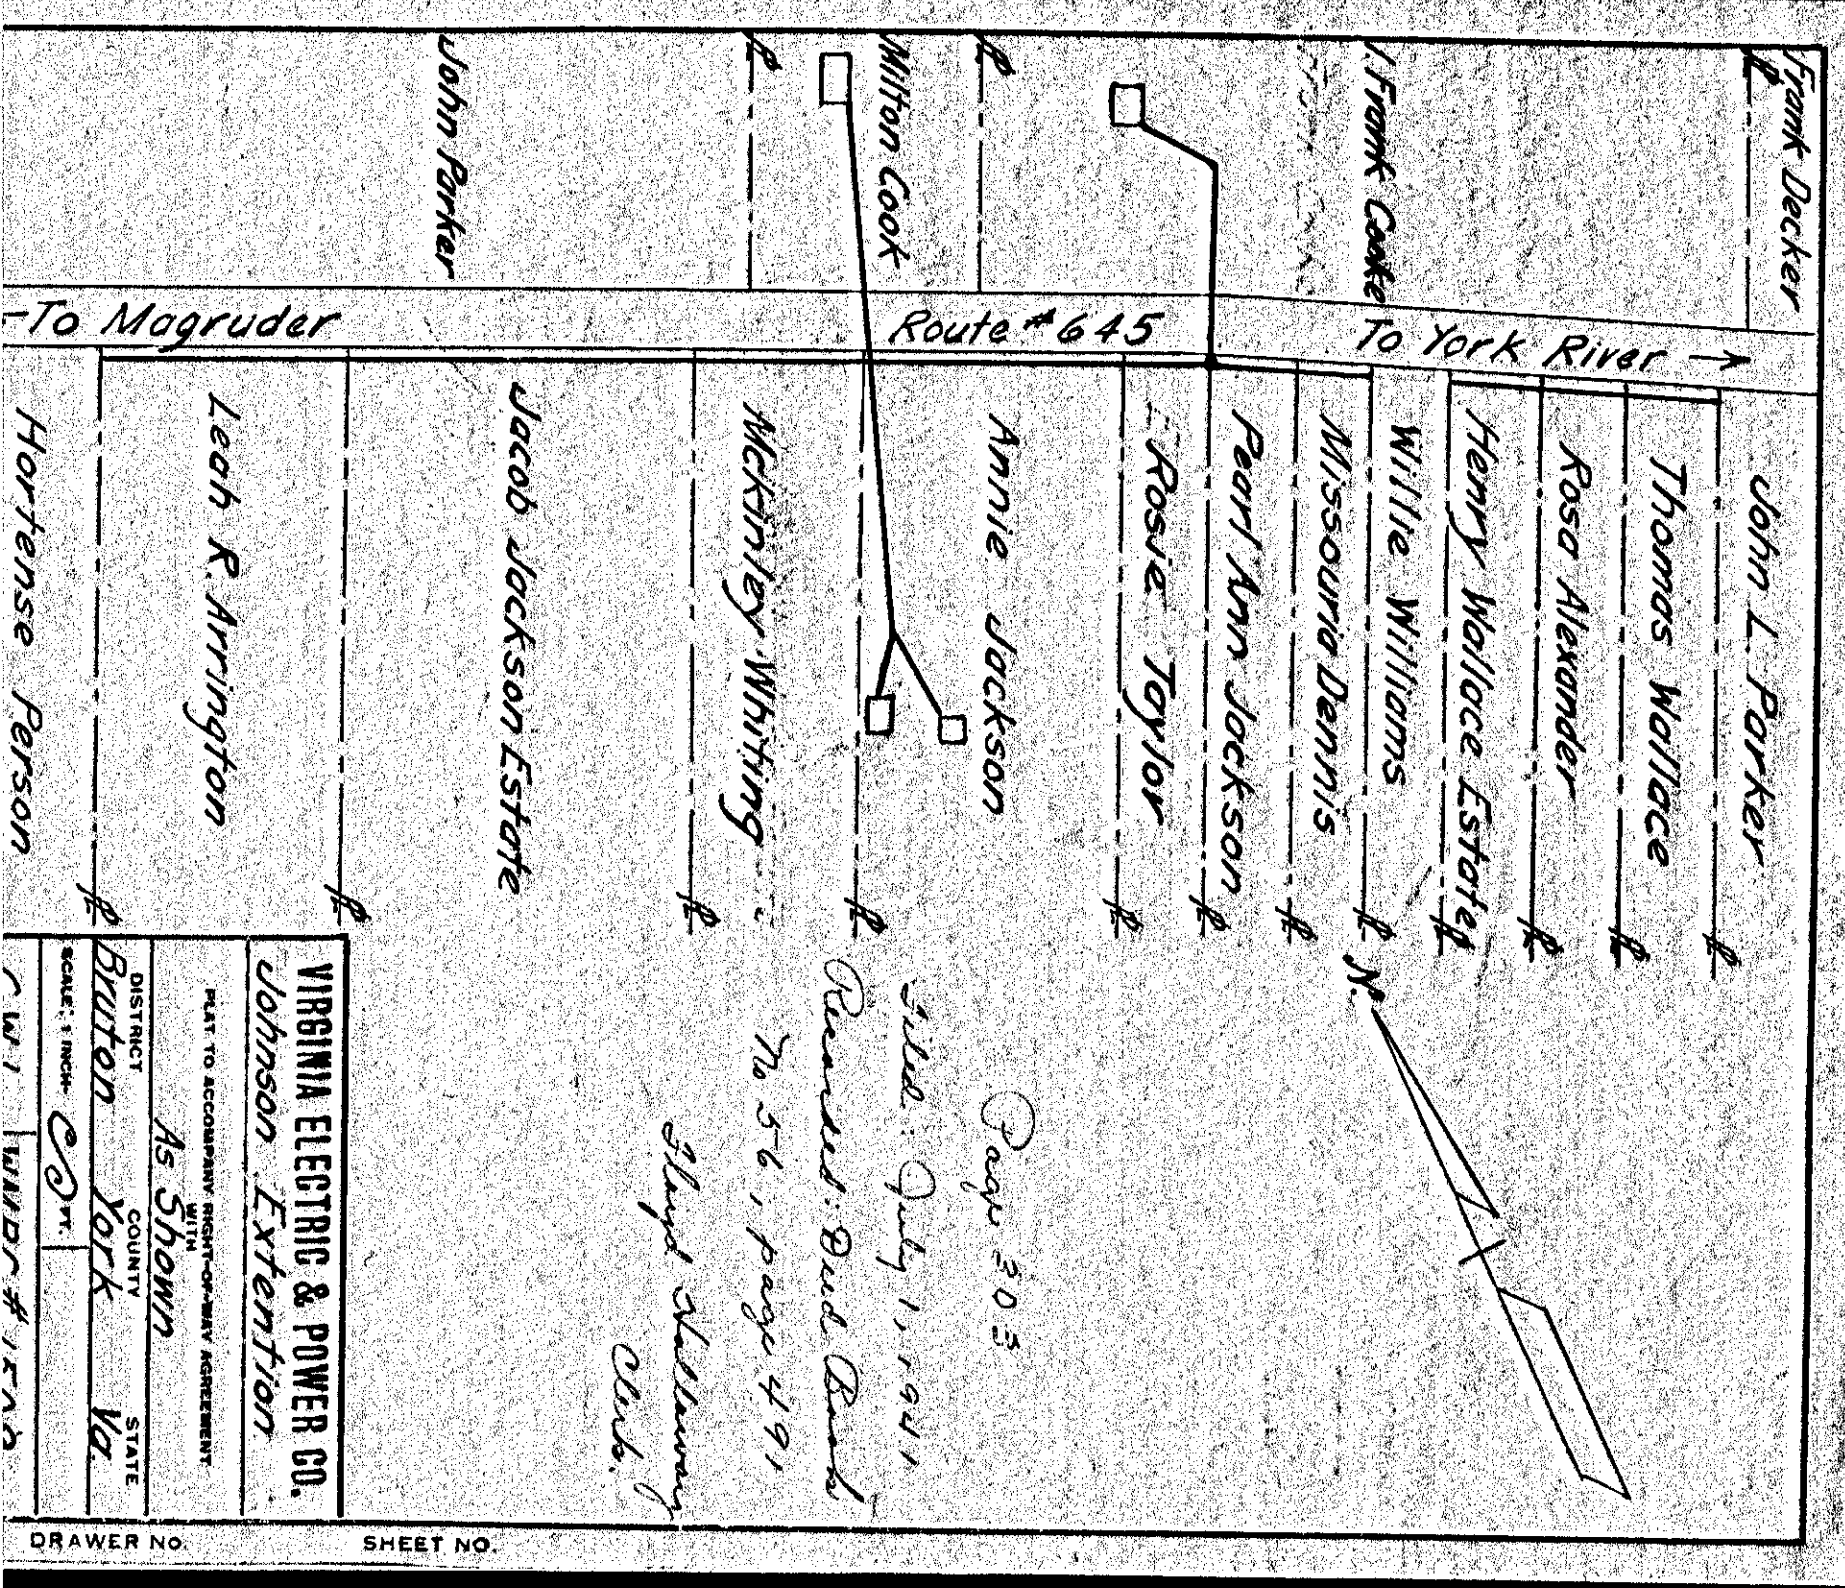 Frank Decker
J. Frank Cooke
Milton Cook
John Parker
To Magruder
Route # 645
To York River
John L. Parker
Thomas Wallace
Rosa Alexander
Henry Wallace Estate
Willie Williams
Missouria Dennis
Pearl Ann Jackson
Rosie Taylor
Annie Jackson
McKinley Whiting
Jacob Jackson Estate
Leah R. Arrington
Hortense Person
N.
Page 303
Filed: July 1, 1941
Recorded: Deed Book
No 56, page 491
Floyd Holloway
Clerk.
VIRGINIA ELECTRIC & POWER CO.
Johnson Extention
PLAT TO ACCOMPANY RIGHT-OF-WAY AGREEMENT
WITH
As Shown
DISTRICT COUNTY STATE
Bruton York Va.
SCALE: 1 INCH- FT.
DRAWER NO.
SHEET NO.